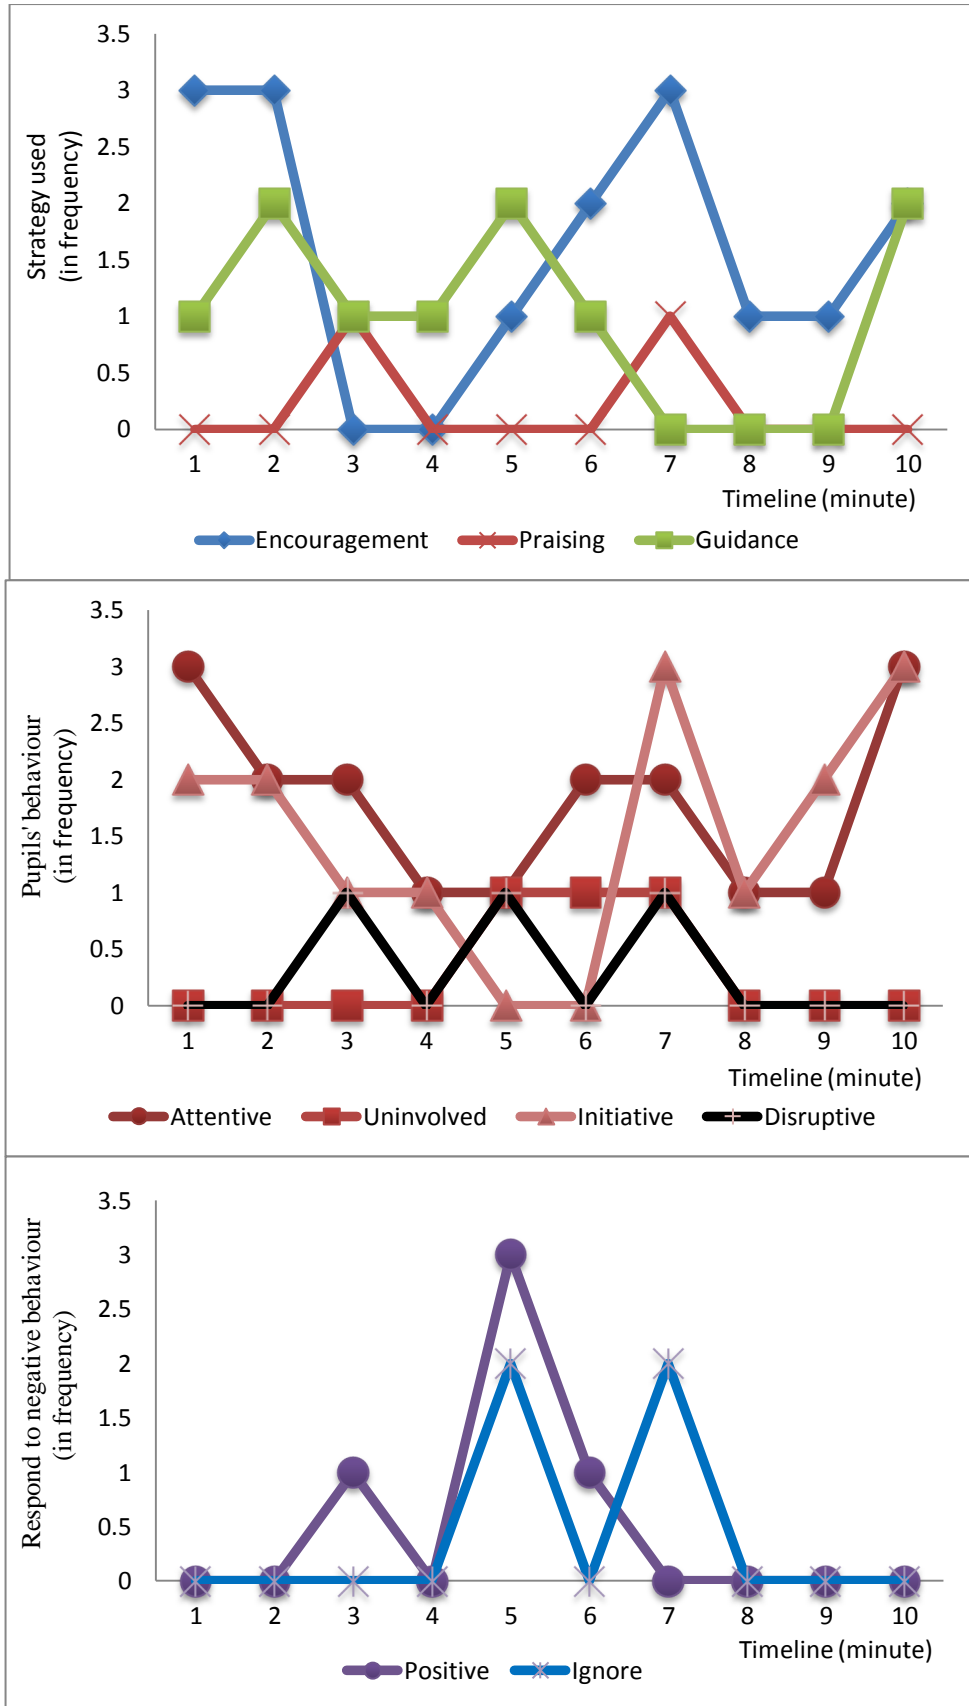 3.5
3
2.5
2
1.5
1
0.5
0
Strategy used
(in frequency)
1 2 3 4 5 6 7 8 9 10
Timeline (minute)
Encouragement Praising Guidance
3.5
3
2.5
2
1.5
1
0.5
0
Pupils' behaviour
(in frequency)
1 2 3 4 5 6 7 8 9 10
Timeline (minute)
Attentive Uninvolved Initiative Disruptive
3.5
3
2.5
2
1.5
1
0.5
0
Respond to negative behaviour
(in frequency)
1 2 3 4 5 6 7 8 9 10
Timeline (minute)
Positive Ignore